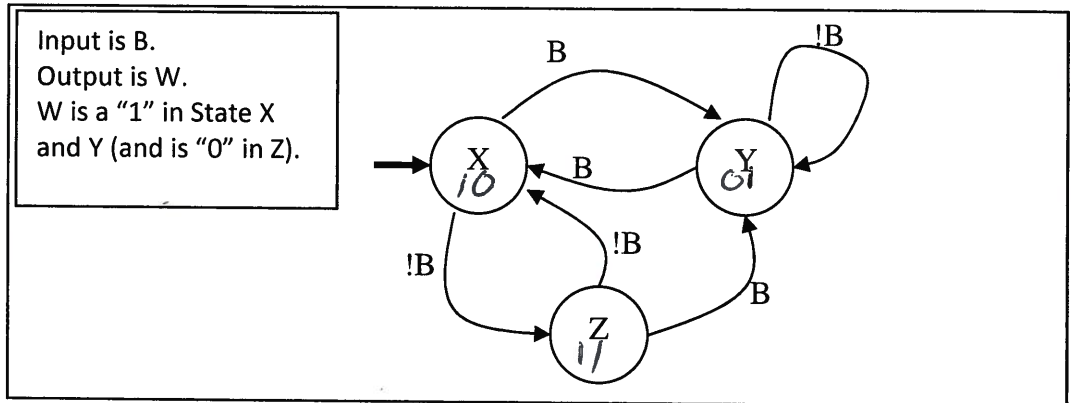 Input is B.
Output is W.
W is a “1” in State X
and Y (and is “0” in Z).
B
!B
X
10
B
Y
01
!B
!B
B
Z
11